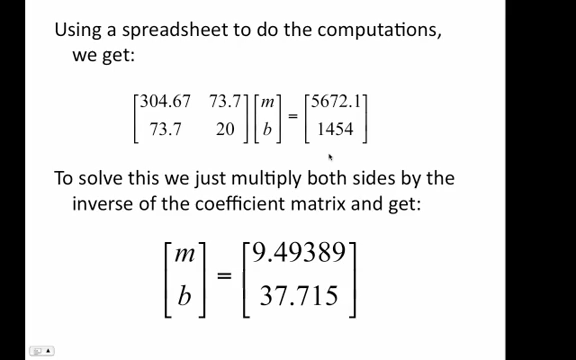 Using a spreadsheet to do the computations,
we get:
[304.67 73.7] [m] = [5672.1]
[73.7 20] [b] [1454]
To solve this we just multiply both sides by the
inverse of the coefficient matrix and get:
[m] = [9.49389]
[b] [37.715]